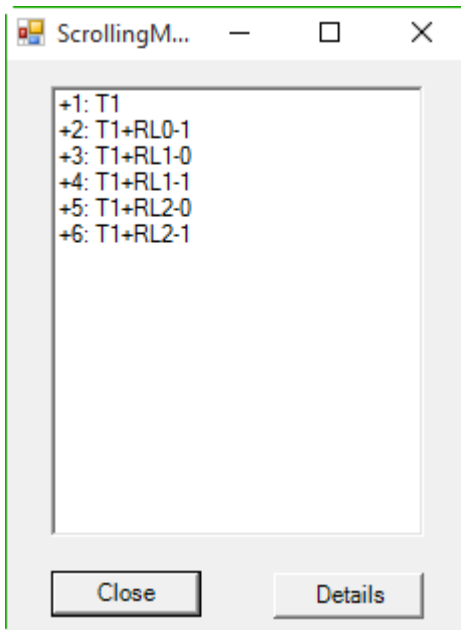 ScrollingM...
+1: T1
+2: T1+RL0-1
+3: T1+RL1-0
+4: T1+RL1-1
+5: T1+RL2-0
+6: T1+RL2-1
Close
Details